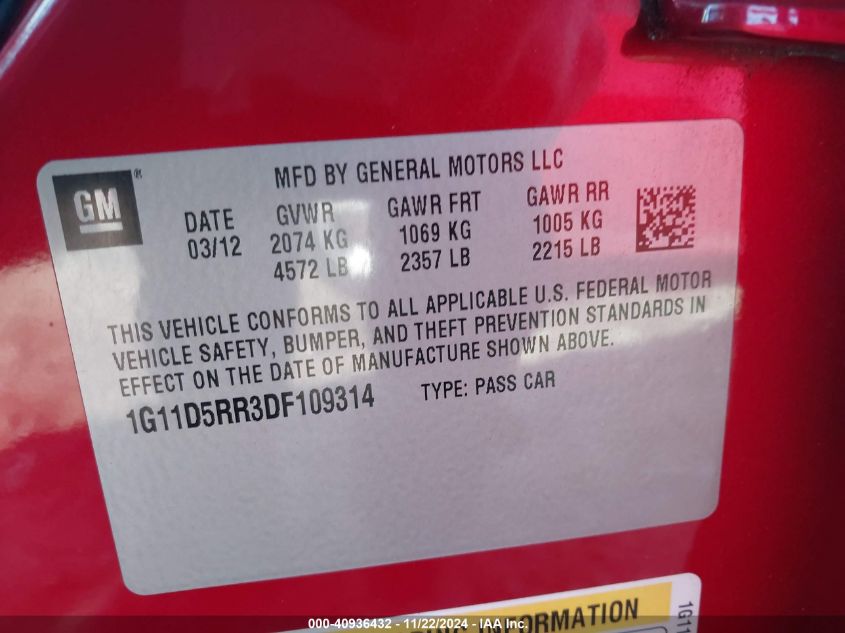 GM ®
MFD BY GENERAL MOTORS LLC
DATE GVWR GAWR FRT GAWR RR
03/12 2074 KG 1069 KG 1005 KG
4572 LB 2357 LB 2215 LB
THIS VEHICLE CONFORMS TO ALL APPLICABLE U.S. FEDERAL MOTOR
VEHICLE SAFETY, BUMPER, AND THEFT PREVENTION STANDARDS IN
EFFECT ON THE DATE OF MANUFACTURE SHOWN ABOVE.
1G11D5RR3DF109314 TYPE: PASS CAR
INFORMATION
1G11
000-40936432 - 11/22/2024 - IAA Inc.